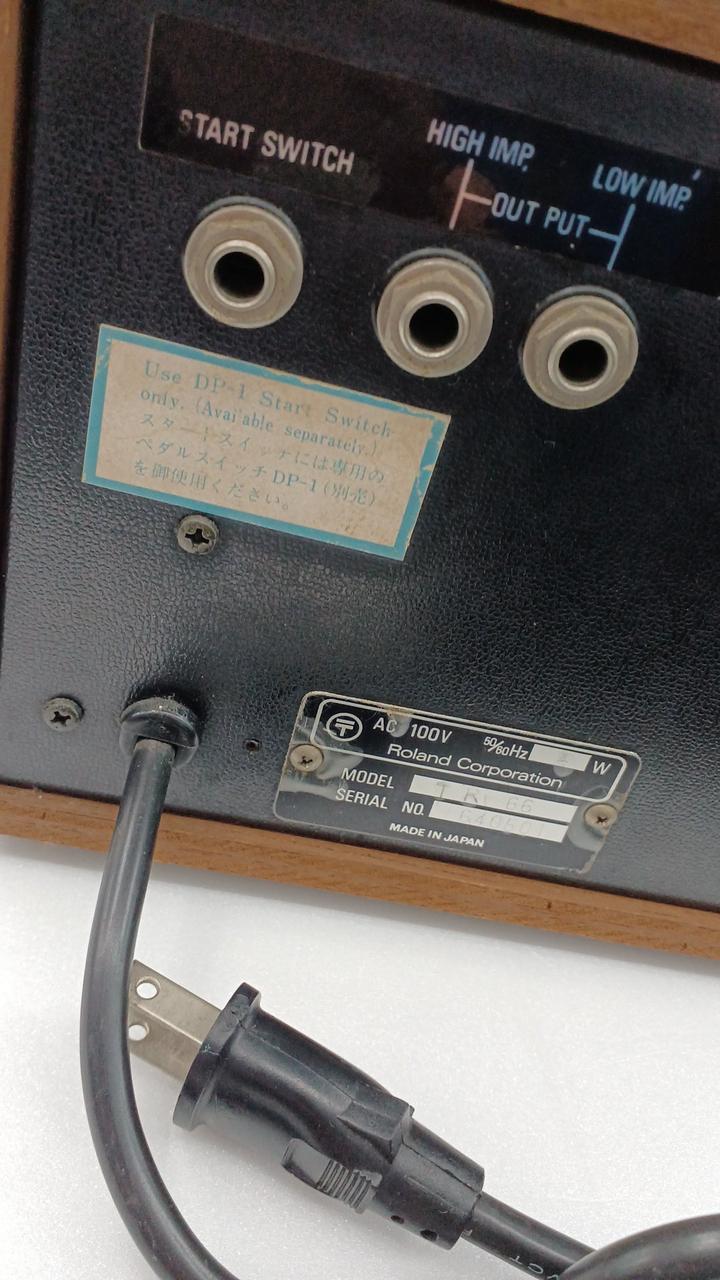 START SWITCH
HIGH IMP.
LOW IMP.
OUT PUT
Use DP-1 Start Switch
only. (Available separately.)
スタートスイッチには専用の
ペダルスイッチDP-1(別売)
を御使用ください。
AC 100V 50/60Hz W
Roland Corporation
MODEL TR 66
SERIAL NO.
MADE IN JAPAN